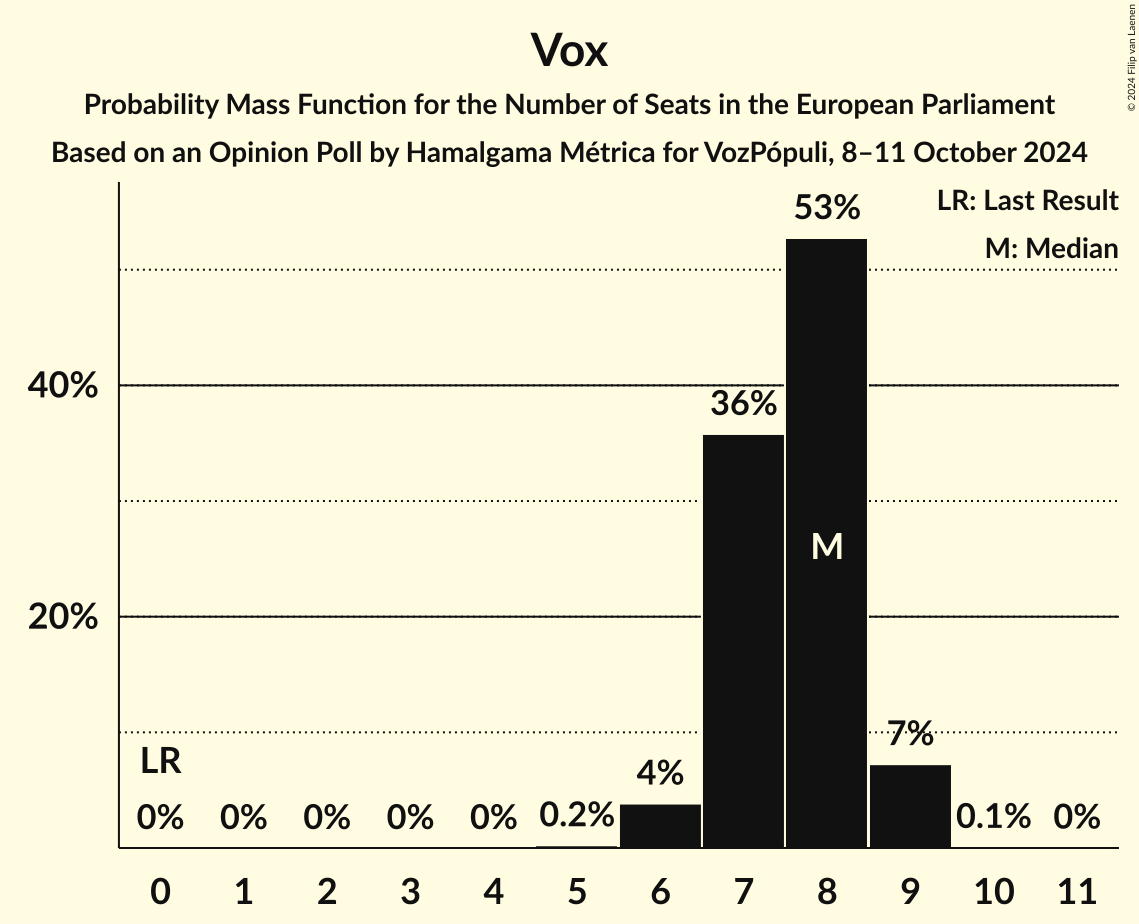 Vox
Probability Mass Function for the Number of Seats in the European Parliament
Based on an Opinion Poll by Hamalgama Métrica for VozPópuli, 8–11 October 2024
© 2024 Filip van Laenen
LR: Last Result
M: Median
53%
40%
36%
M
20%
LR
7%
4%
0% 0% 0% 0% 0% 0.2% 0.1% 0%
0 1 2 3 4 5 6 7 8 9 10 11